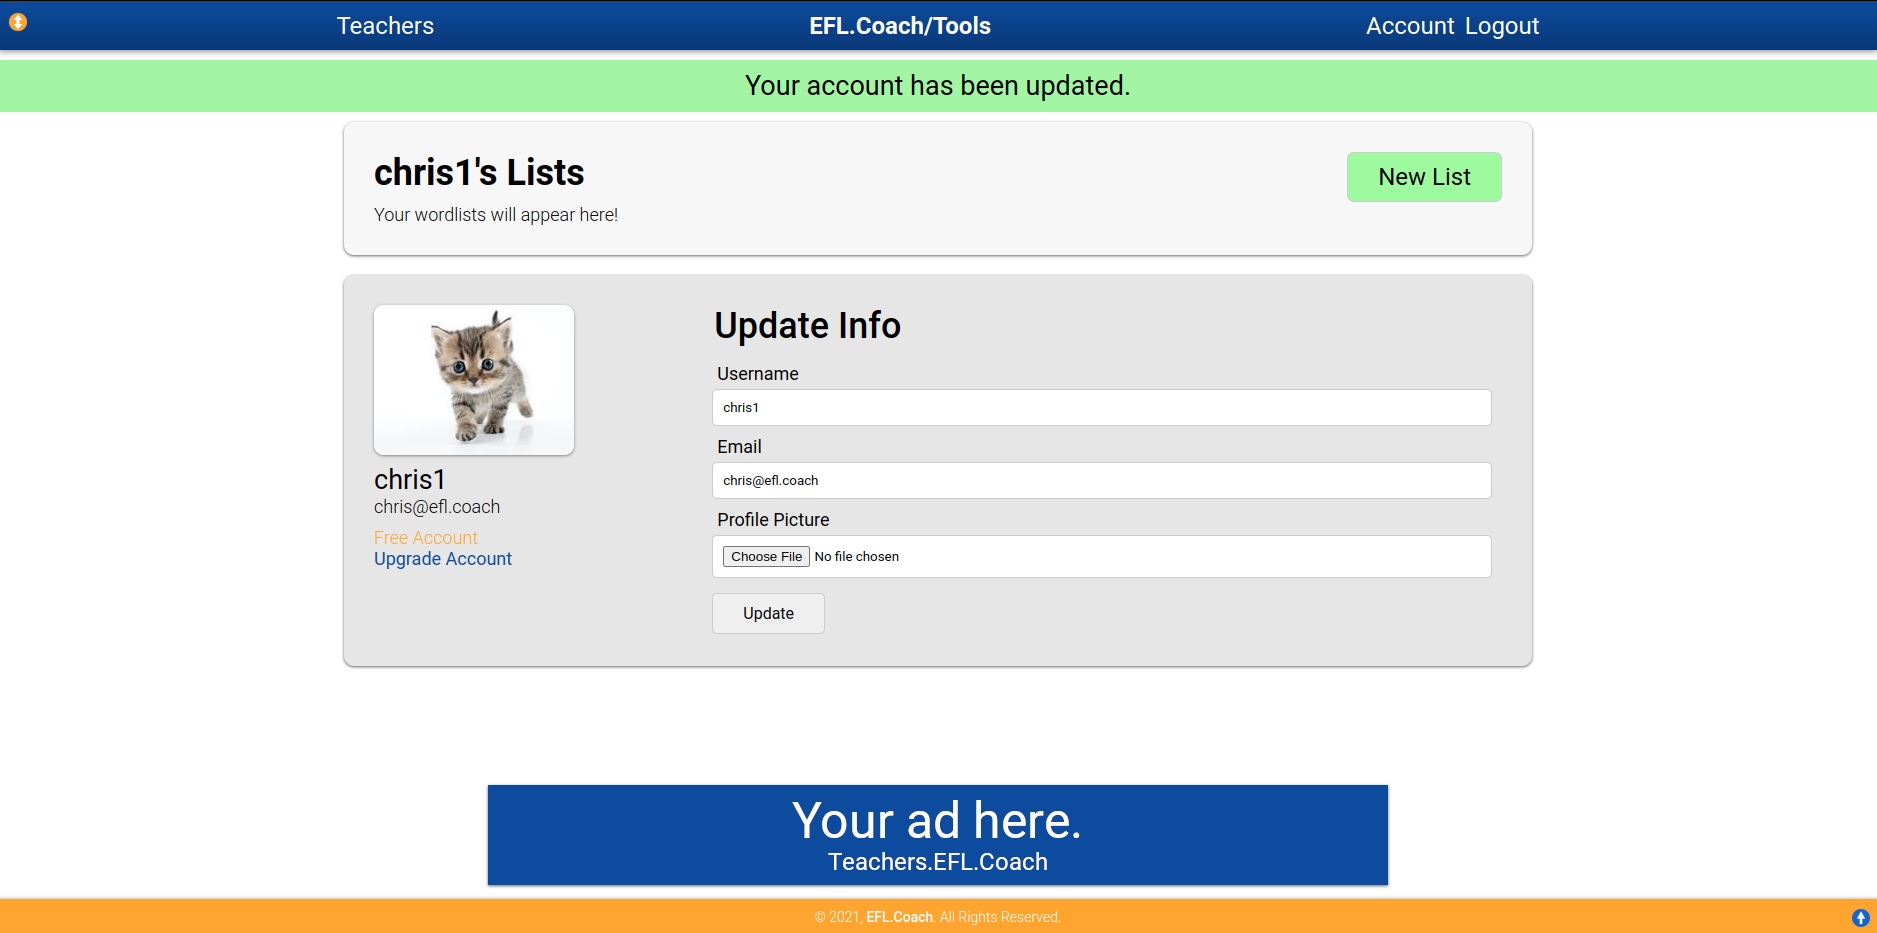 Teachers EFL.Coach/Tools Account Logout
Your account has been updated.
chris1's Lists
New List
Your wordlists will appear here!
chris1
chris@efl.coach
Free Account
Upgrade Account
Update Info
Username
chris1
Email
chris@efl.coach
Profile Picture
Choose File No file chosen
Update
Your ad here.
Teachers.EFL.Coach
© 2021, EFL.Coach. All Rights Reserved.